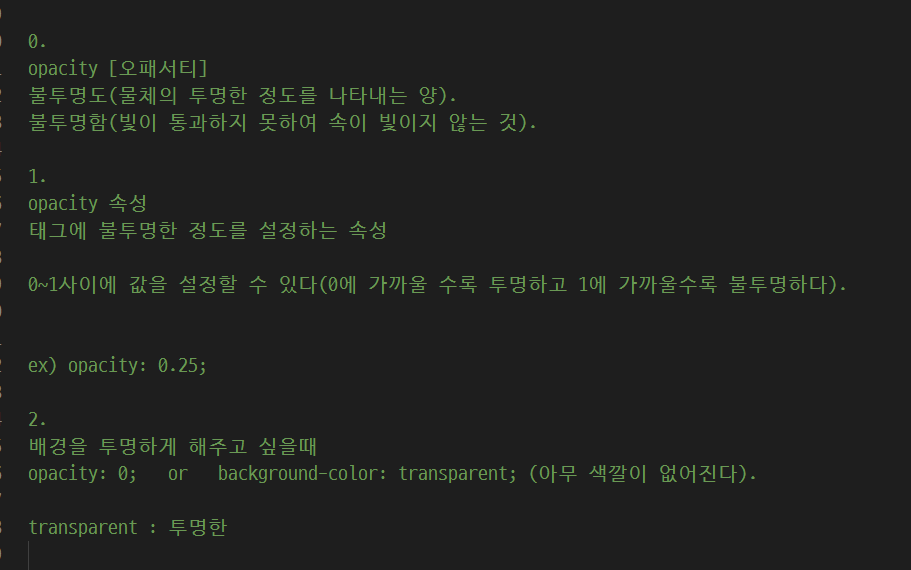 0.
opacity [오패서티]
불투명도(물체의 투명한 정도를 나타내는 양).
불투명함(빛이 통과하지 못하여 속이 빛이지 않는 것).
1.
opacity 속성
태그에 불투명한 정도를 설정하는 속성
0~1사이에 값을 설정할 수 있다(0에 가까울 수록 투명하고 1에 가까울수록 불투명하다).
ex) opacity: 0.25;
2.
배경을 투명하게 해주고 싶을때
opacity: 0;   or   background-color: transparent; (아무 색깔이 없어진다).
transparent : 투명한